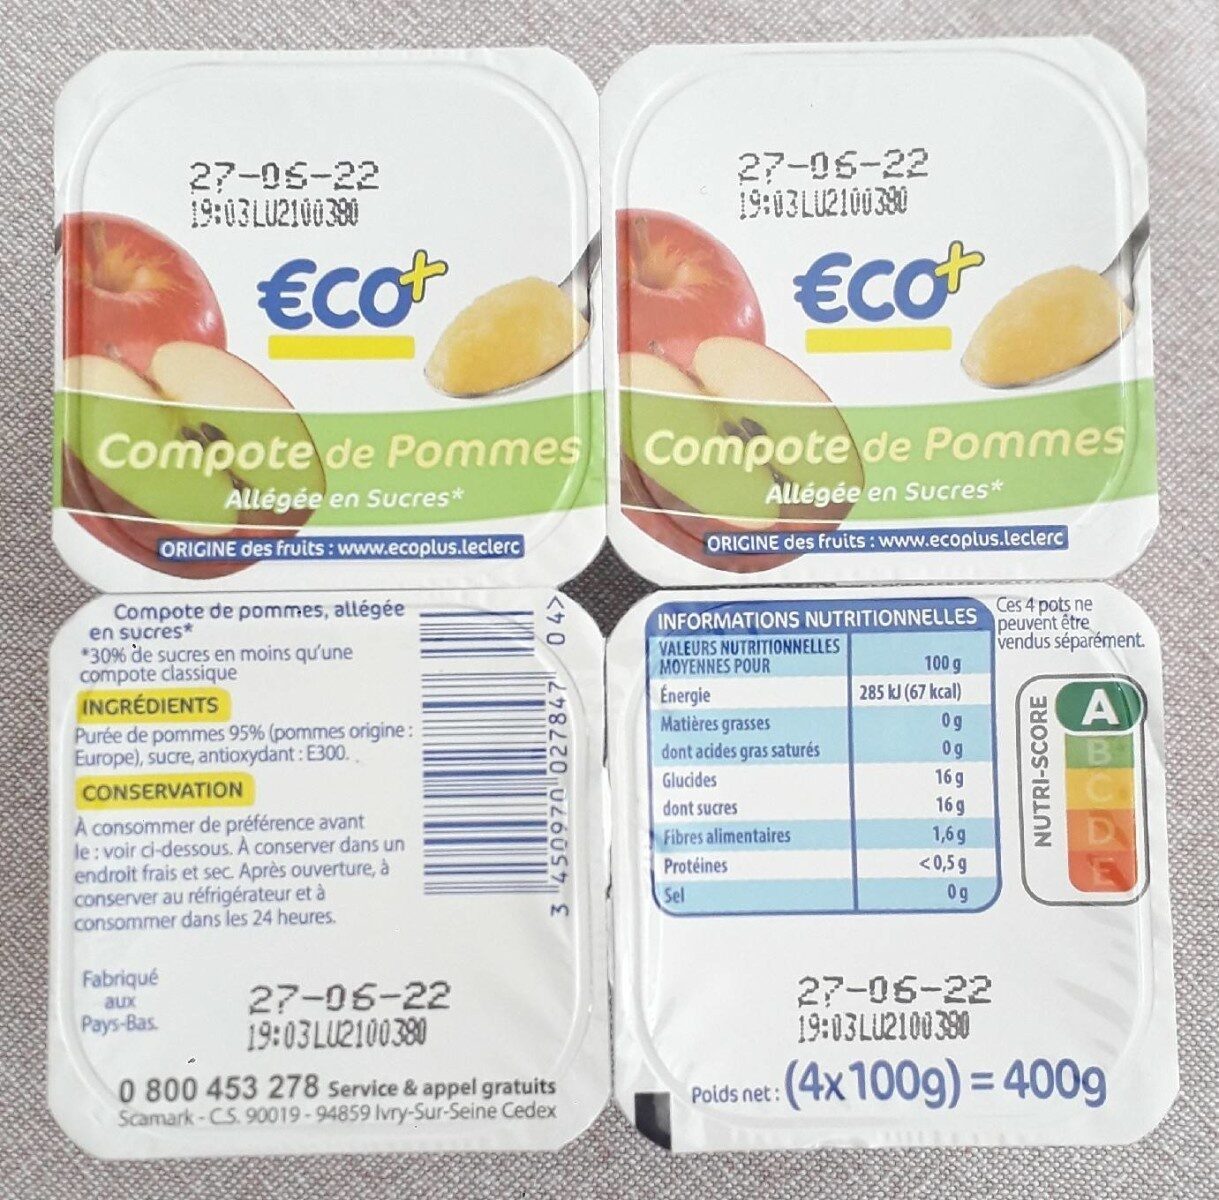 27-06-22
19:03LU2100380
€co+
Compote de Pommes
Allégée en Sucres*
ORIGINE des fruits : www.ecoplus.leclerc
27-06-22
19:03LU2100380
€co+
Compote de Pommes
Allégée en Sucres*
ORIGINE des fruits : www.ecoplus.leclerc
Compote de pommes, allégée
en sucres*
*30% de sucres en moins qu'une
compote classique
INGRÉDIENTS
Purée de pommes 95% (pommes origine :
Europe), sucre, antioxydant : E300.
CONSERVATION
À consommer de préférence avant
le : voir ci-dessous. À conserver dans un
endroit frais et sec. Après ouverture, à
conserver au réfrigérateur et à
consommer dans les 24 heures.
Fabriqué
aux
Pays-Bas.
27-06-22
19:03LU2100380
0 800 453 278 Service & appel gratuits
Scamark - C.S. 90019 - 94859 Ivry-Sur-Seine Cedex
3 450970 027847 04>
INFORMATIONS NUTRITIONNELLES
VALEURS NUTRITIONNELLES
MOYENNES POUR 100 g
Énergie 285 kJ (67 kcal)
Matières grasses 0 g
dont acides gras saturés 0 g
Glucides 16 g
dont sucres 16 g
Fibres alimentaires 1,6 g
Protéines <0,5 g
Sel 0 g
Ces 4 pots ne
peuvent être
vendus séparément.
NUTRI-SCORE
A
B
C
D
E
27-06-22
19:03LU2100380
Poids net : (4x100g) = 400g